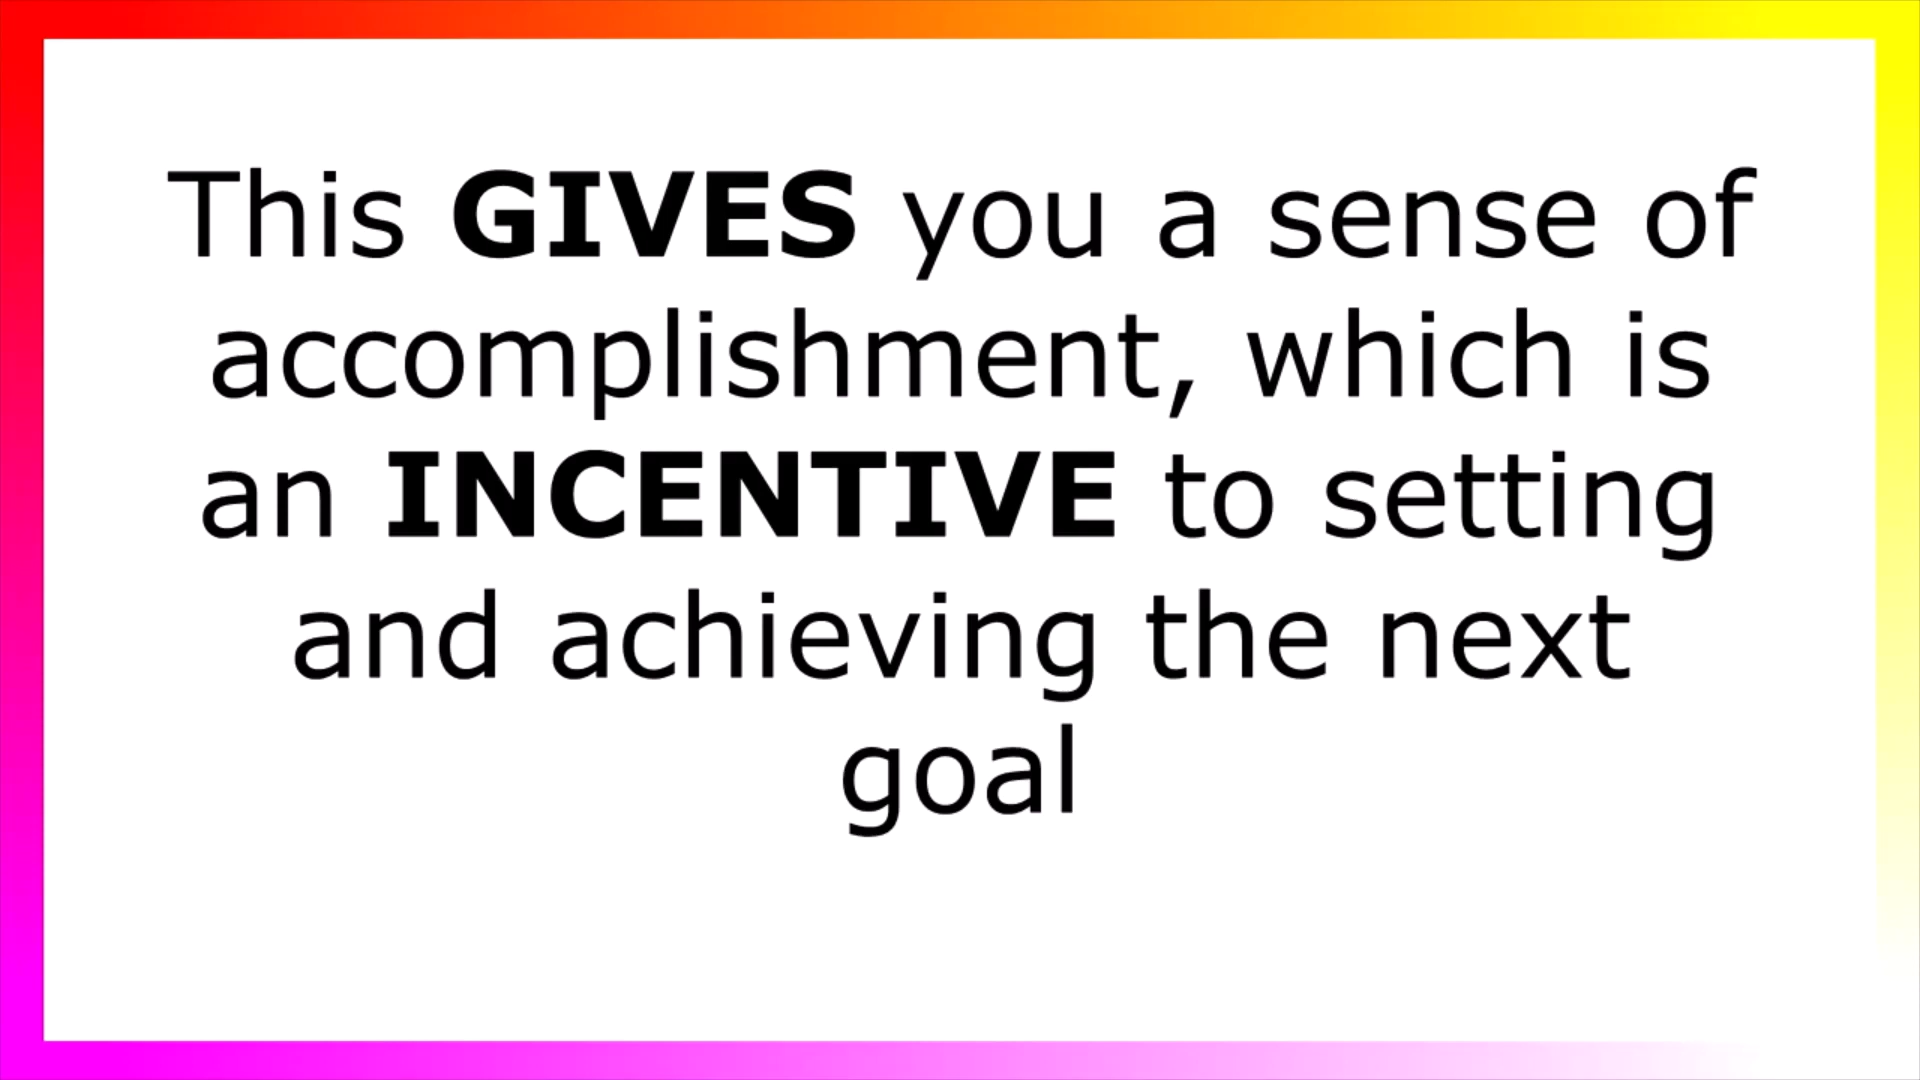 This GIVES you a sense of
accomplishment, which is
an INCENTIVE to setting
and achieving the next
goal